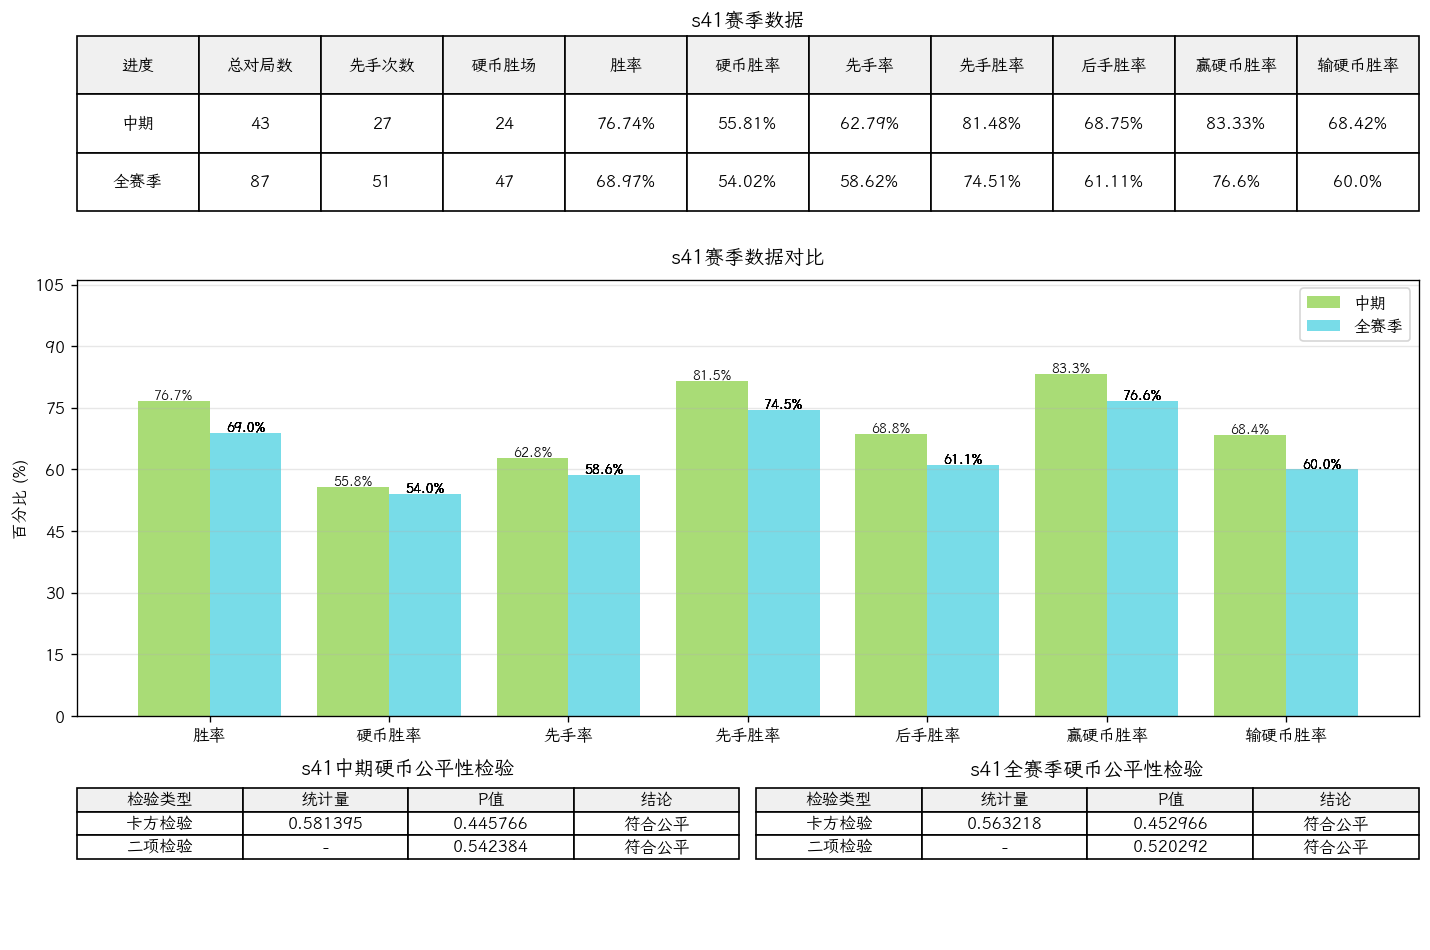 s41赛季数据
进度 总对局数 先手次数 硬币胜场 胜率 硬币胜率 先手率 先手胜率 后手胜率 赢硬币胜率 输硬币胜率
中期 43 27 24 76.74% 55.81% 62.79% 81.48% 68.75% 83.33% 68.42%
全赛季 87 51 47 68.97% 54.02% 58.62% 74.51% 61.11% 76.6% 60.0%
s41赛季数据对比
中期
全赛季
百分比 (%)
105
90
75
60
45
30
15
0
76.7% 69.0% 55.8% 54.0% 62.8% 58.6% 81.5% 74.5% 68.8% 61.1% 83.3% 76.6% 68.4% 60.0%
胜率 硬币胜率 先手率 先手胜率 后手胜率 赢硬币胜率 输硬币胜率
s41中期硬币公平性检验
检验类型 统计量 P值 结论
卡方检验 0.581395 0.445766 符合公平
二项检验 - 0.542384 符合公平
s41全赛季硬币公平性检验
检验类型 统计量 P值 结论
卡方检验 0.563218 0.452966 符合公平
二项检验 - 0.520292 符合公平